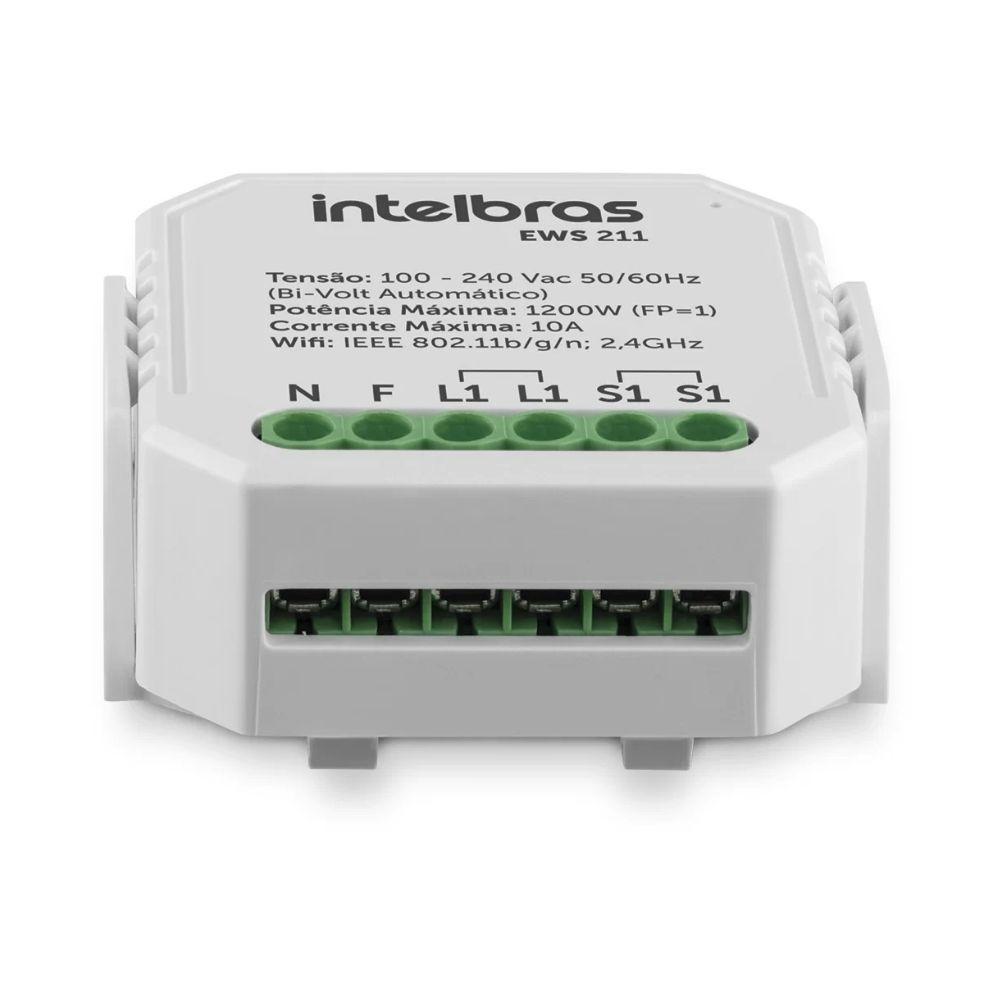 intelbras
EWS 211
Tensão: 100 - 240 Vac 50/60Hz
(Bi-Volt Automático)
Potência Máxima: 1200W (FP=1)
Corrente Máxima: 10A
Wifi: IEEE 802.11b/g/n; 2,4GHz
N F L1 L1 S1 S1